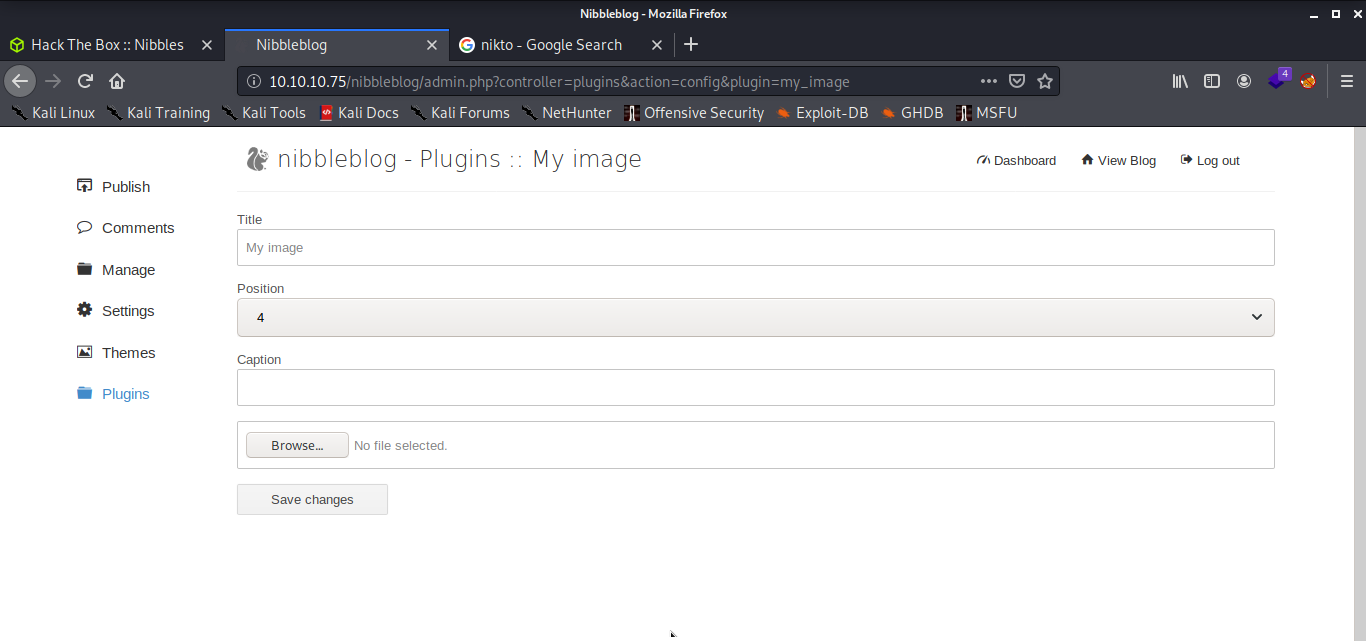 Nibbleblog - Mozilla Firefox
Hack The Box :: Nibbles
Nibbleblog
nikto - Google Search
10.10.10.75/nibbleblog/admin.php?controller=plugins&action=config&plugin=my_image
4
Kali Linux Kali Training Kali Tools Kali Docs Kali Forums NetHunter Offensive Security Exploit-DB GHDB MSFU
nibbleblog - Plugins :: My image
Dashboard View Blog Log out
Publish
Comments
Manage
Settings
Themes
Plugins
Title
My image
Position
4
Caption
Browse... No file selected.
Save changes